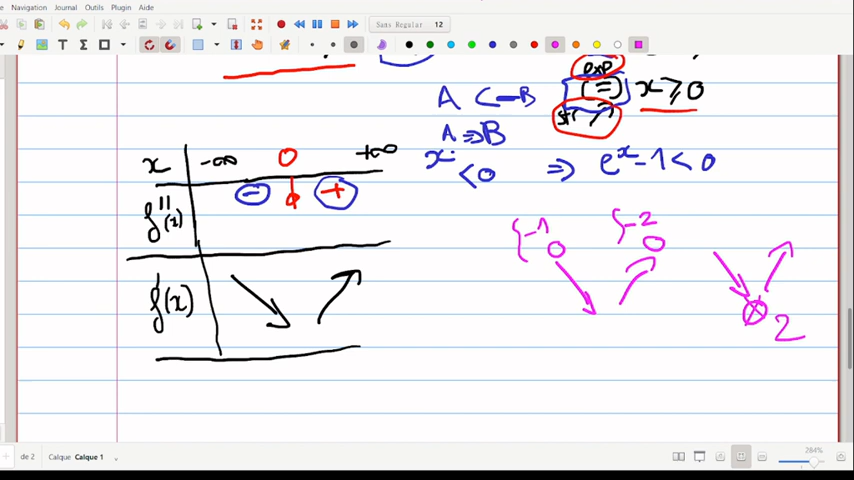 Navigation Journal Outils Plugin Aide
Sans Regular 12
exp
(=) x ≥ 0
A ⊂ B
str ↗
A => B
x -∞ 0 +∞
x < 0 => e^x - 1 < 0
- 0 +
f''(x)
{-1 {-2
0 0
f(x)
2
de 2 Calque Calque 1
284%